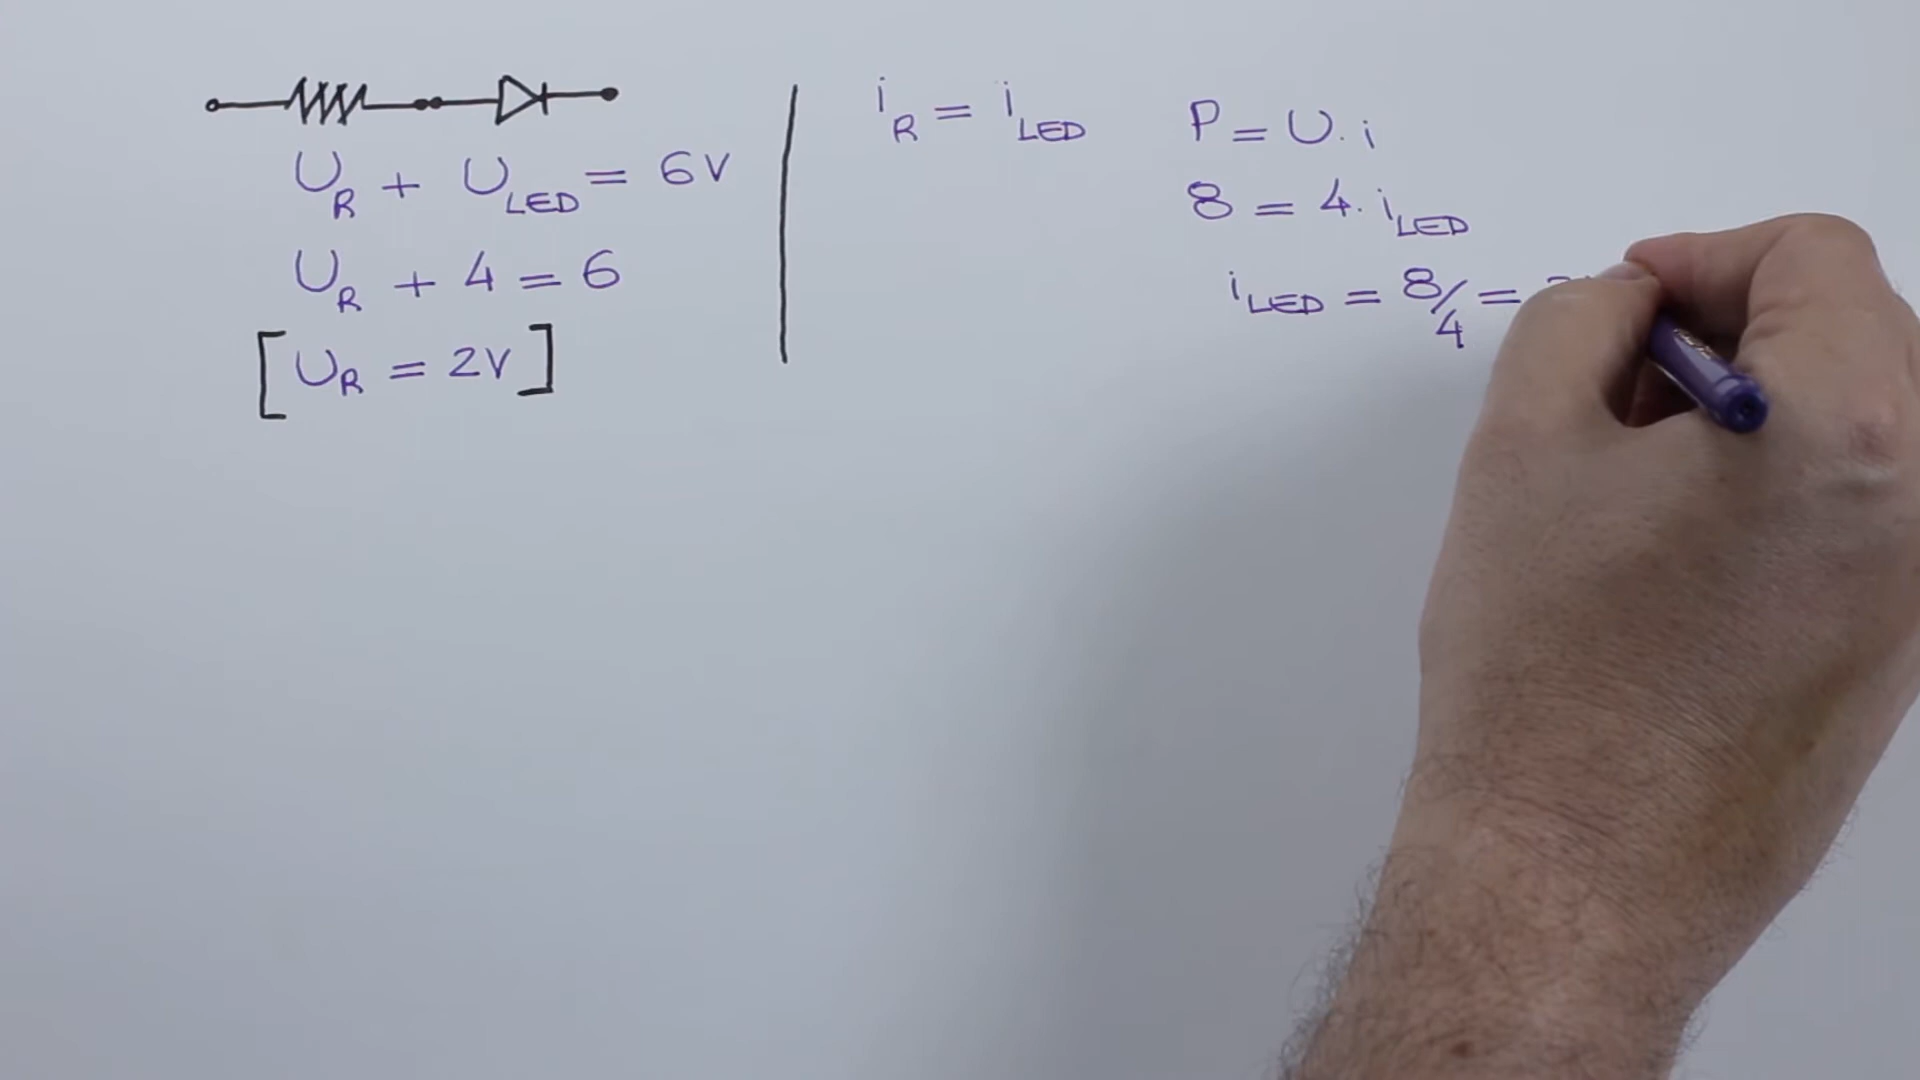 U_R + U_LED = 6V
U_R + 4 = 6
[U_R = 2V]
i_R = i_LED
P = U. i
8 = 4. i_LED
i_LED = 8/4 =